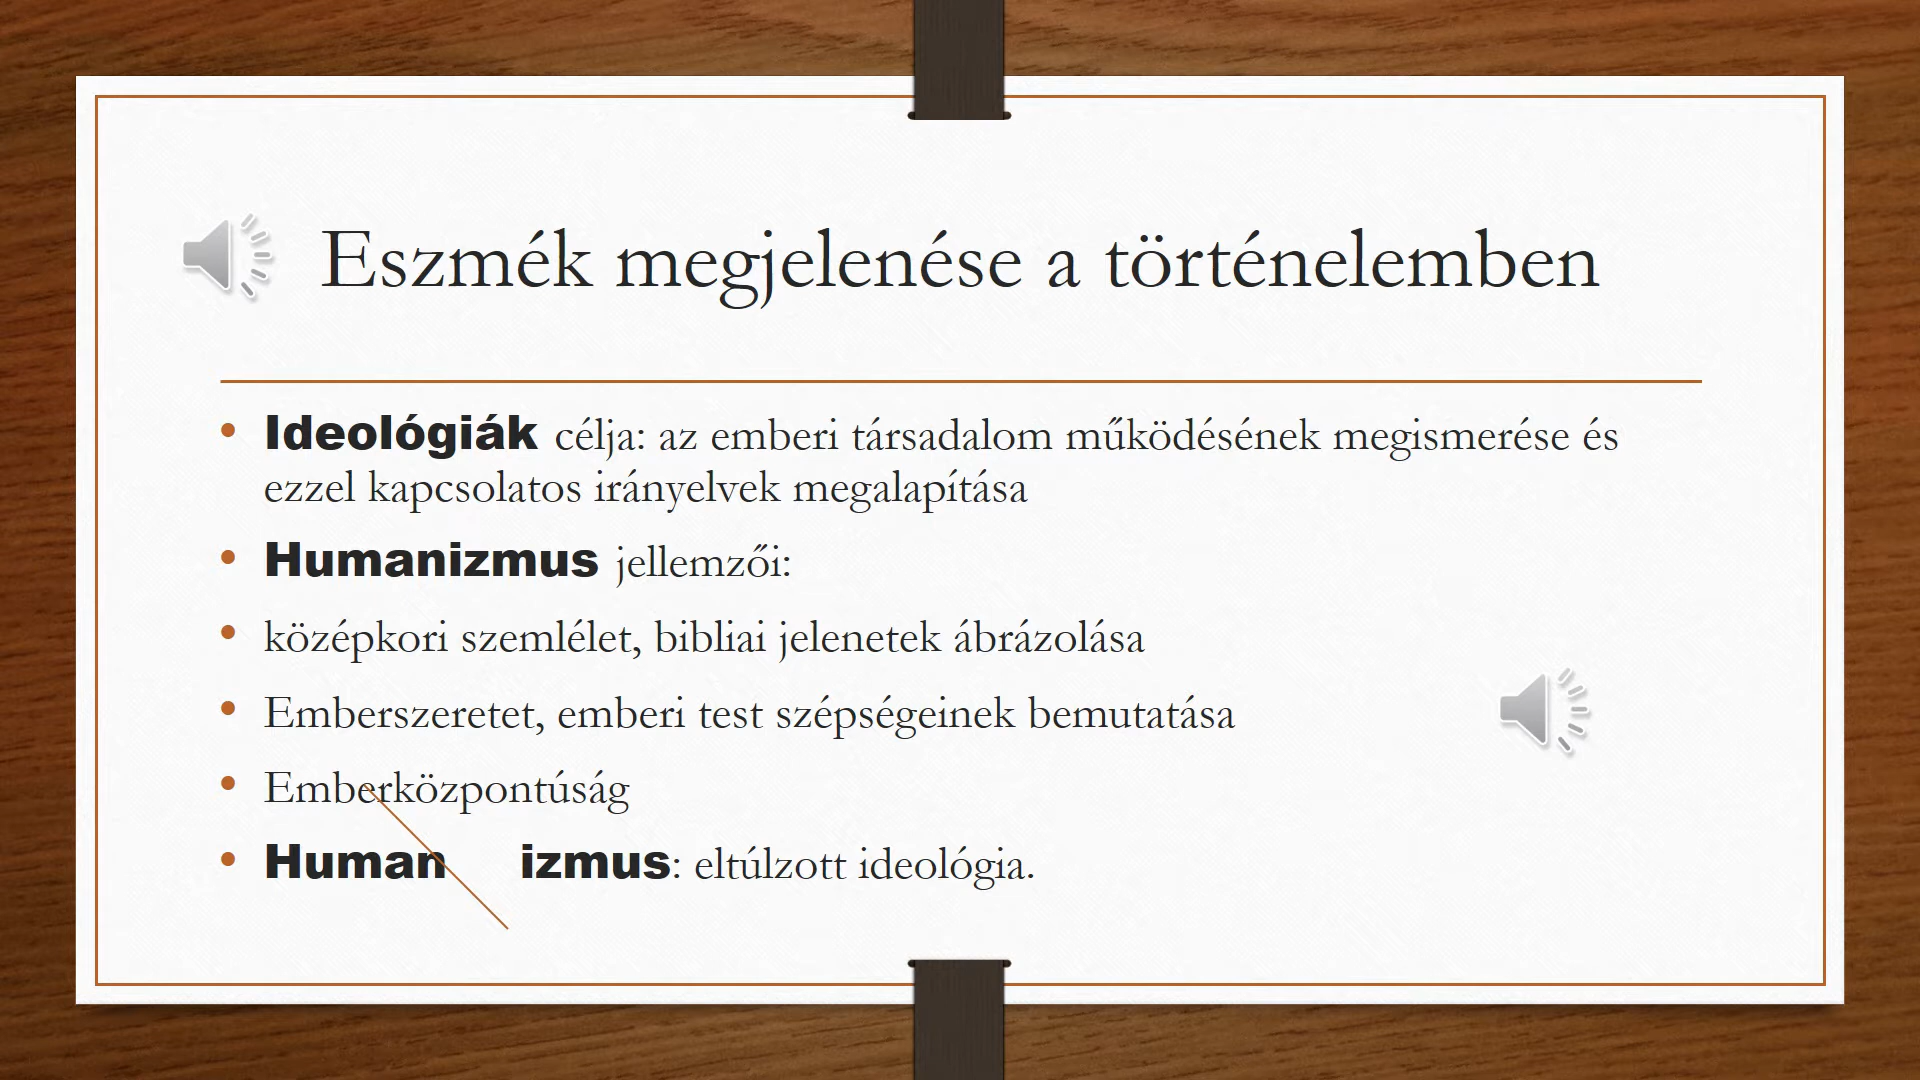 Eszmék megjelenése a történelemben
• Ideológiák célja: az emberi társadalom működésének megismerése és
ezzel kapcsolatos irányelvek megalapítása
• Humanizmus jellemzői:
• középkori szemlélet, bibliai jelenetek ábrázolása
• Emberszeretet, emberi test szépségeinek bemutatása
• Emberközpontúság
• Human izmus: eltúlzott ideológia.